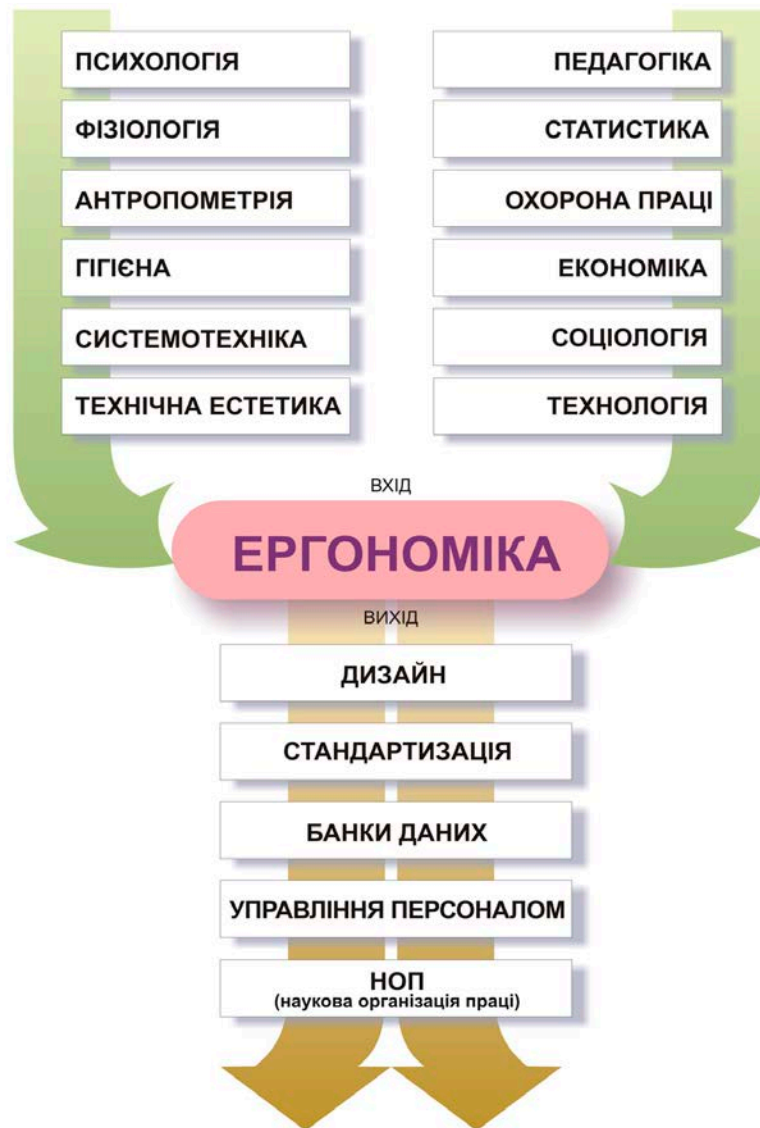 ПСИХОЛОГІЯ
ФІЗІОЛОГІЯ
АНТРОПОМЕТРІЯ
ГІГІЄНА
СИСТЕМОТЕХНІКА
ТЕХНІЧНА ЕСТЕТИКА
ПЕДАГОГІКА
СТАТИСТИКА
ОХОРОНА ПРАЦІ
ЕКОНОМІКА
СОЦІОЛОГІЯ
ТЕХНОЛОГІЯ
ВХІД
ЕРГОНОМІКА
ВИХІД
ДИЗАЙН
СТАНДАРТИЗАЦІЯ
БАНКИ ДАНИХ
УПРАВЛІННЯ ПЕРСОНАЛОМ
НОП
(наукова організація праці)